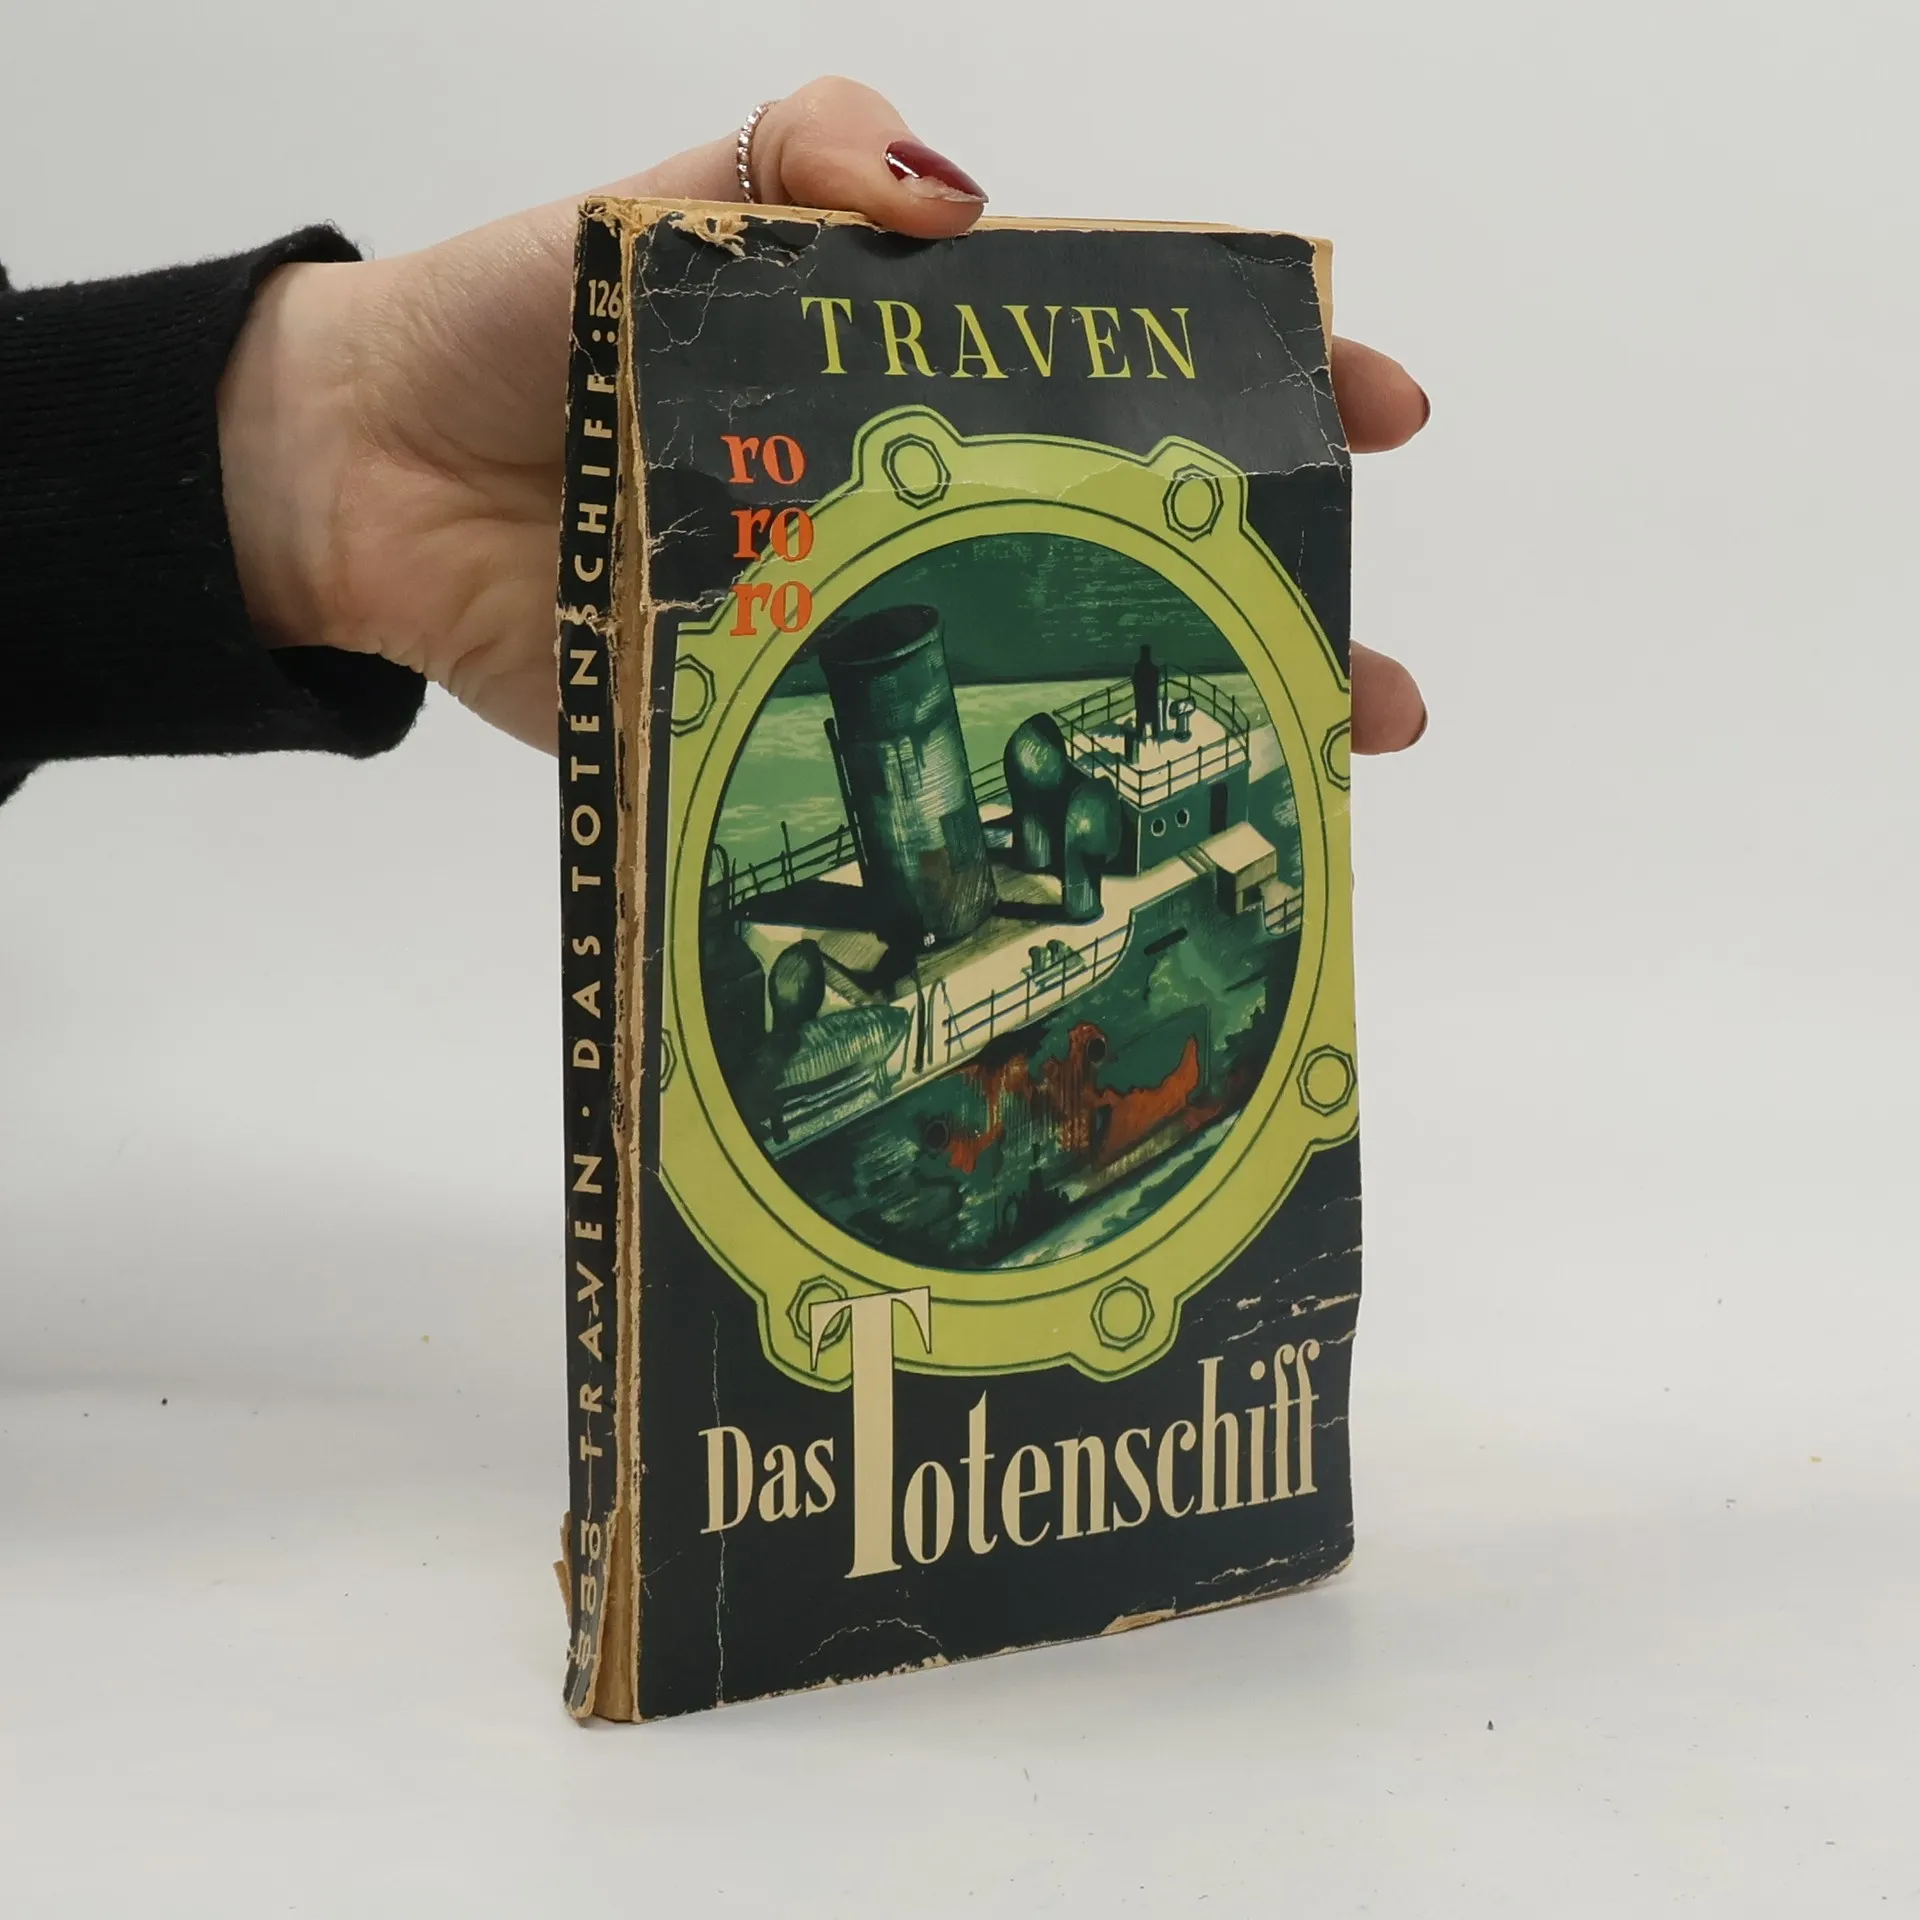 TRAVEN
ro
ro
ro
Das Totenschiff
TRAVEN · DAS TOTENSCHIFF : 126